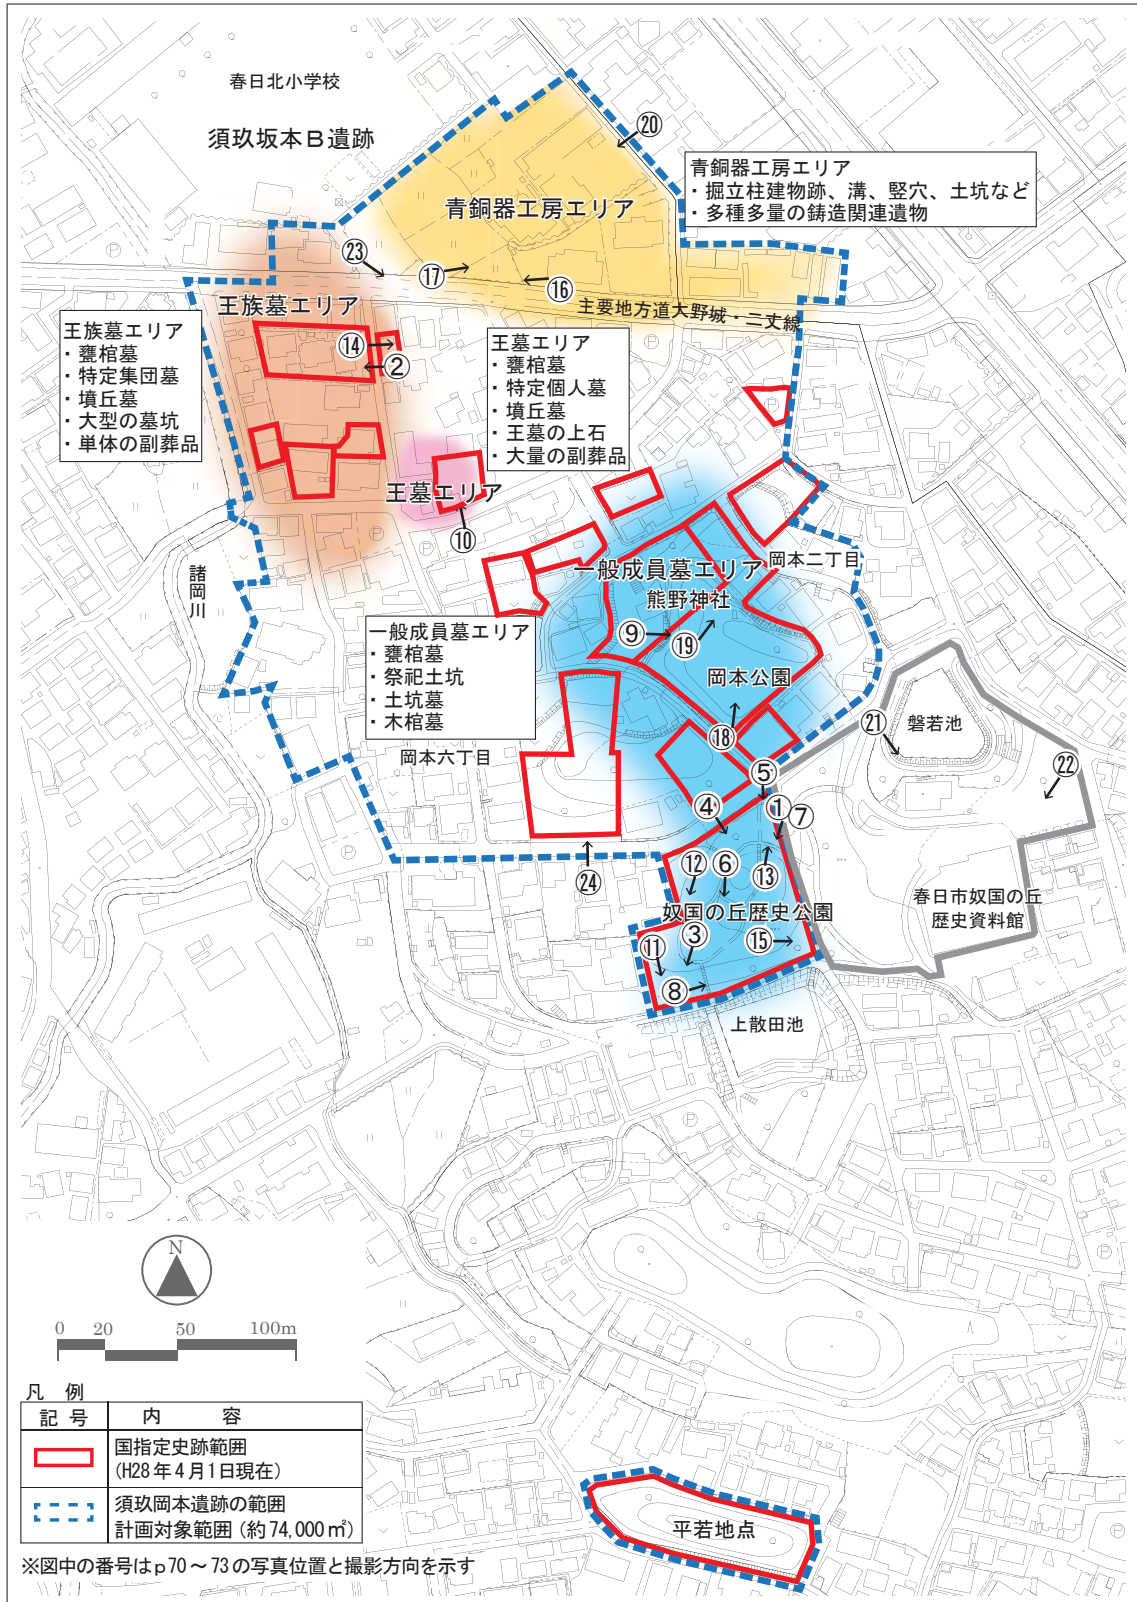 春日北小学校
須玖坂本Ｂ遺跡
⑳
青銅器工房エリア
・掘立柱建物跡、溝、竪穴、土坑など
・多種多量の鋳造関連遺物
青銅器工房エリア
㉓
⑰
⑯
主要地方道大野城・二丈線
王族墓エリア
王族墓エリア
・甕棺墓
・特定集団墓
・墳丘墓
・大型の墓坑
・単体の副葬品
⑭
②
王墓エリア
・甕棺墓
・特定個人墓
・墳丘墓
・王墓の上石
・大量の副葬品
王墓エリア
⑩
諸岡川
一般成員墓エリア
岡本二丁目
熊野神社
⑨
⑲
一般成員墓エリア
・甕棺墓
・祭祀土坑
・土坑墓
・木棺墓
岡本公園
岡本六丁目
⑱
㉑
磐若池
㉒
⑤
④
①
⑦
⑫
⑥
⑬
㉔
奴国の丘歴史公園
春日市奴国の丘
歴史資料館
⑪
③
⑮
⑧
上散田池
N
0 20 50 100m
凡 例
記 号 内 容
国指定史跡範囲
(H28年4月1日現在)
須玖岡本遺跡の範囲
計画対象範囲(約74,000㎡)
平若地点
※図中の番号はp70～73の写真位置と撮影方向を示す
P
P
P
P
P
P